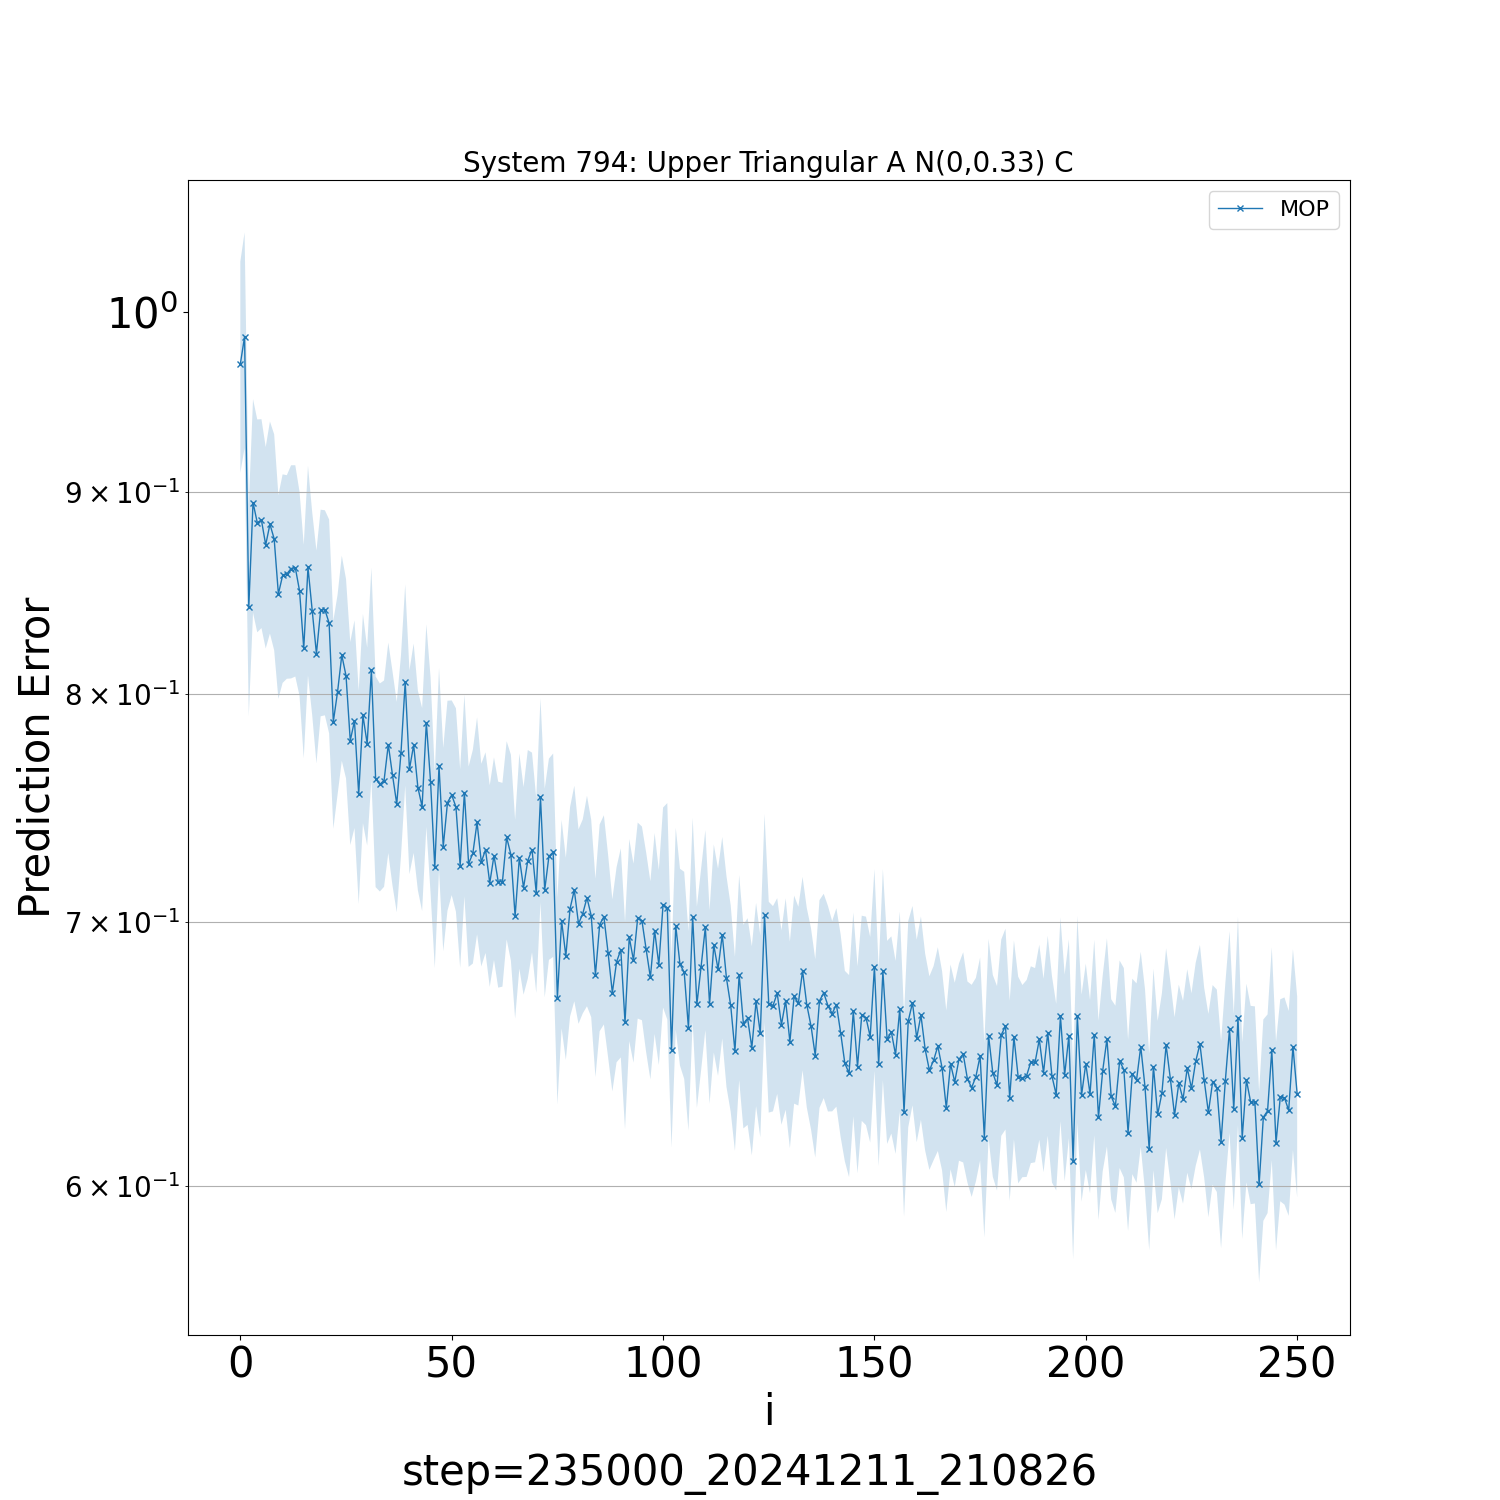 System 794: Upper Triangular A N(0,0.33) C
MOP
10⁰
9 × 10⁻¹
8 × 10⁻¹
7 × 10⁻¹
6 × 10⁻¹
Prediction Error
0 50 100 150 200 250
i
step=235000_20241211_210826